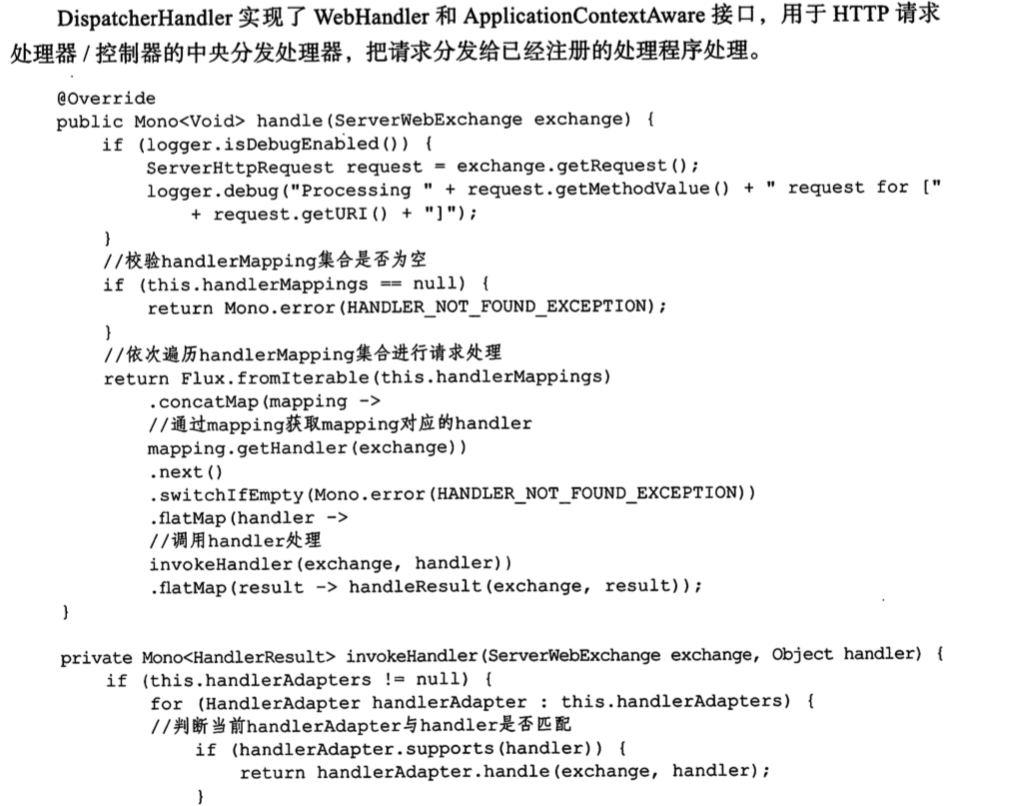 DispatcherHandler 实现了 WebHandler 和 ApplicationContextAware 接口，用于 HTTP 请求
处理器 / 控制器的中央分发处理器，把请求分发给已经注册的处理程序处理。
@Override
public Mono<Void> handle(ServerWebExchange exchange) {
    if (logger.isDebugEnabled()) {
        ServerHttpRequest request = exchange.getRequest();
        logger.debug("Processing " + request.getMethodValue() + " request for ["
            + request.getURI() + "]");
    }
    //校验handlerMapping集合是否为空
    if (this.handlerMappings == null) {
        return Mono.error(HANDLER_NOT_FOUND_EXCEPTION);
    }
    //依次遍历handlerMapping集合进行请求处理
    return Flux.fromIterable(this.handlerMappings)
        .concatMap(mapping ->
        //通过mapping获取mapping对应的handler
        mapping.getHandler(exchange))
        .next()
        .switchIfEmpty(Mono.error(HANDLER_NOT_FOUND_EXCEPTION))
        .flatMap(handler ->
        //调用handler处理
        invokeHandler(exchange, handler))
        .flatMap(result -> handleResult(exchange, result));
}
private Mono<HandlerResult> invokeHandler(ServerWebExchange exchange, Object handler) {
    if (this.handlerAdapters != null) {
        for (HandlerAdapter handlerAdapter : this.handlerAdapters) {
        //判断当前handlerAdapter与handler是否匹配
            if (handlerAdapter.supports(handler)) {
                return handlerAdapter.handle(exchange, handler);
            }